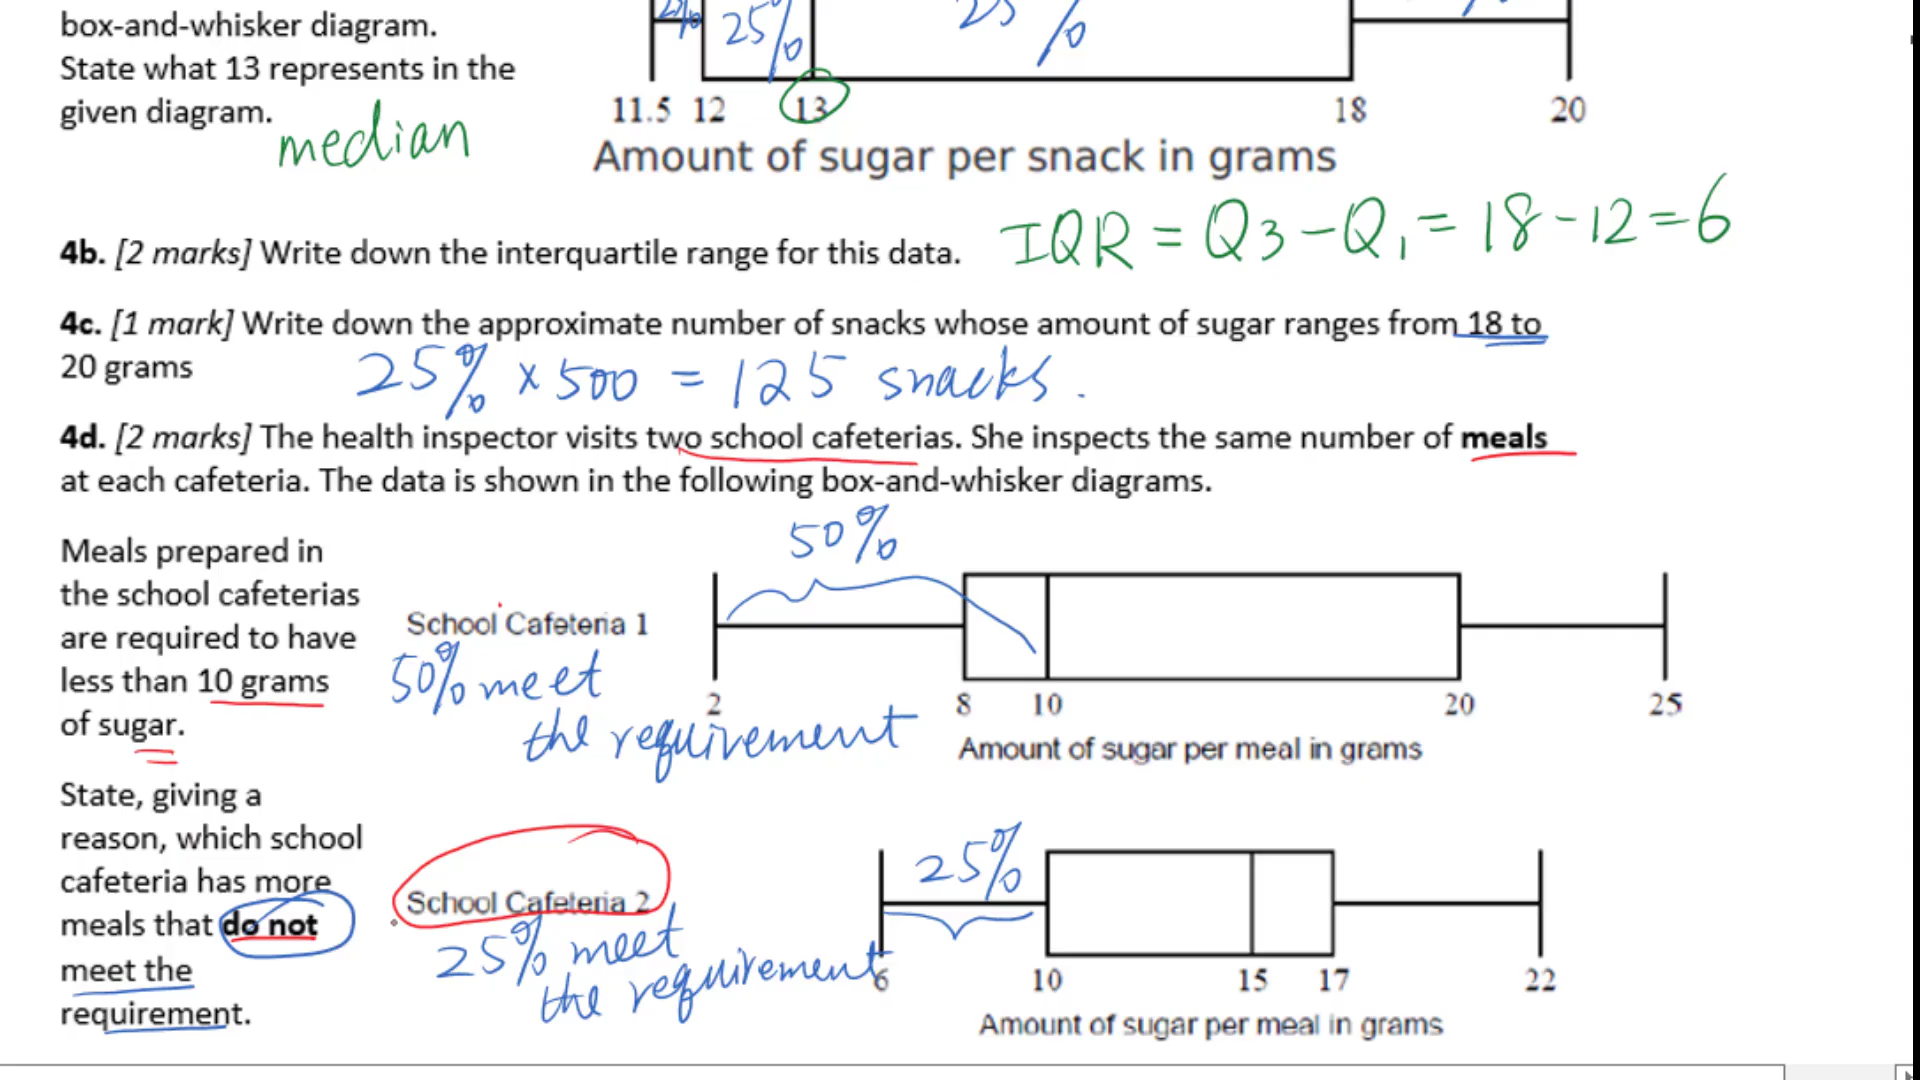 box-and-whisker diagram.
State what 13 represents in the
given diagram.
median
25%
25%
11.5 12 13 18 20
Amount of sugar per snack in grams
4b. [2 marks] Write down the interquartile range for this data.
IQR = Q3 - Q1 = 18 - 12 = 6
4c. [1 mark] Write down the approximate number of snacks whose amount of sugar ranges from 18 to
20 grams
25% × 500 = 125 snacks.
4d. [2 marks] The health inspector visits two school cafeterias. She inspects the same number of meals
at each cafeteria. The data is shown in the following box-and-whisker diagrams.
Meals prepared in
the school cafeterias
are required to have
less than 10 grams
of sugar.
50%
School Cafeteria 1
50% meet
the requirement
2 8 10 20 25
Amount of sugar per meal in grams
State, giving a
reason, which school
cafeteria has more
meals that do not
meet the
requirement.
School Cafeteria 2
25% meet
the requirement
25%
6 10 15 17 22
Amount of sugar per meal in grams